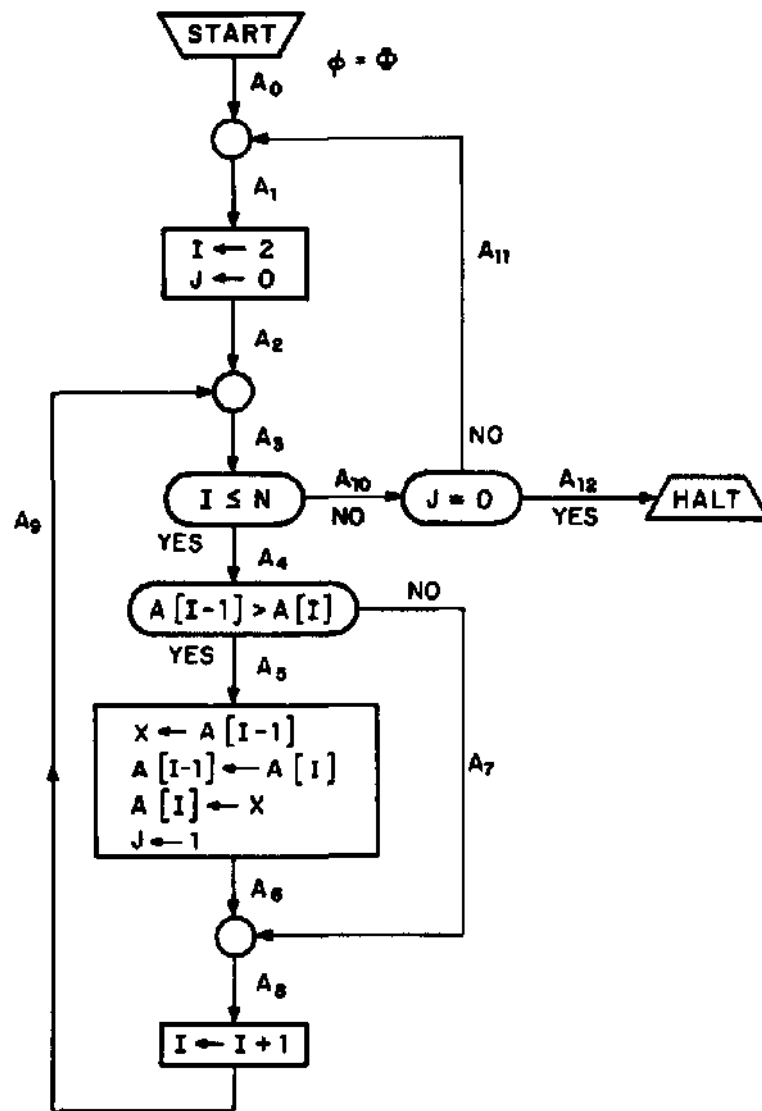 START
ϕ = Φ
A₀
A₁
I ← 2
J ← 0
A₁₁
A₂
A₃
NO
I ≤ N
A₁₀
NO
J = 0
A₁₂
YES
HALT
A₉
YES
A₄
A[I-1] > A[I]
NO
YES
A₅
X ← A[I-1]
A[I-1] ← A[I]
A[I] ← X
J ← 1
A₇
A₆
A₈
I ← I + 1